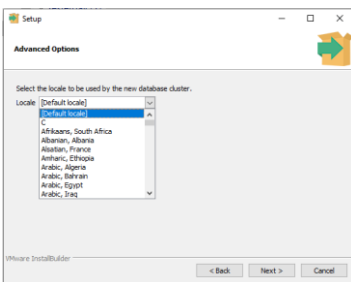 Setup
Advanced Options
Select the locale to be used by the new database cluster.
Locale [Default locale]
[Default locale]
C
Afrikaans, South Africa
Albanian, Albania
Alsatian, France
Amharic, Ethiopia
Arabic, Algeria
Arabic, Bahrain
Arabic, Egypt
Arabic, Iraq
VMware InstallBuilder
< Back Next > Cancel